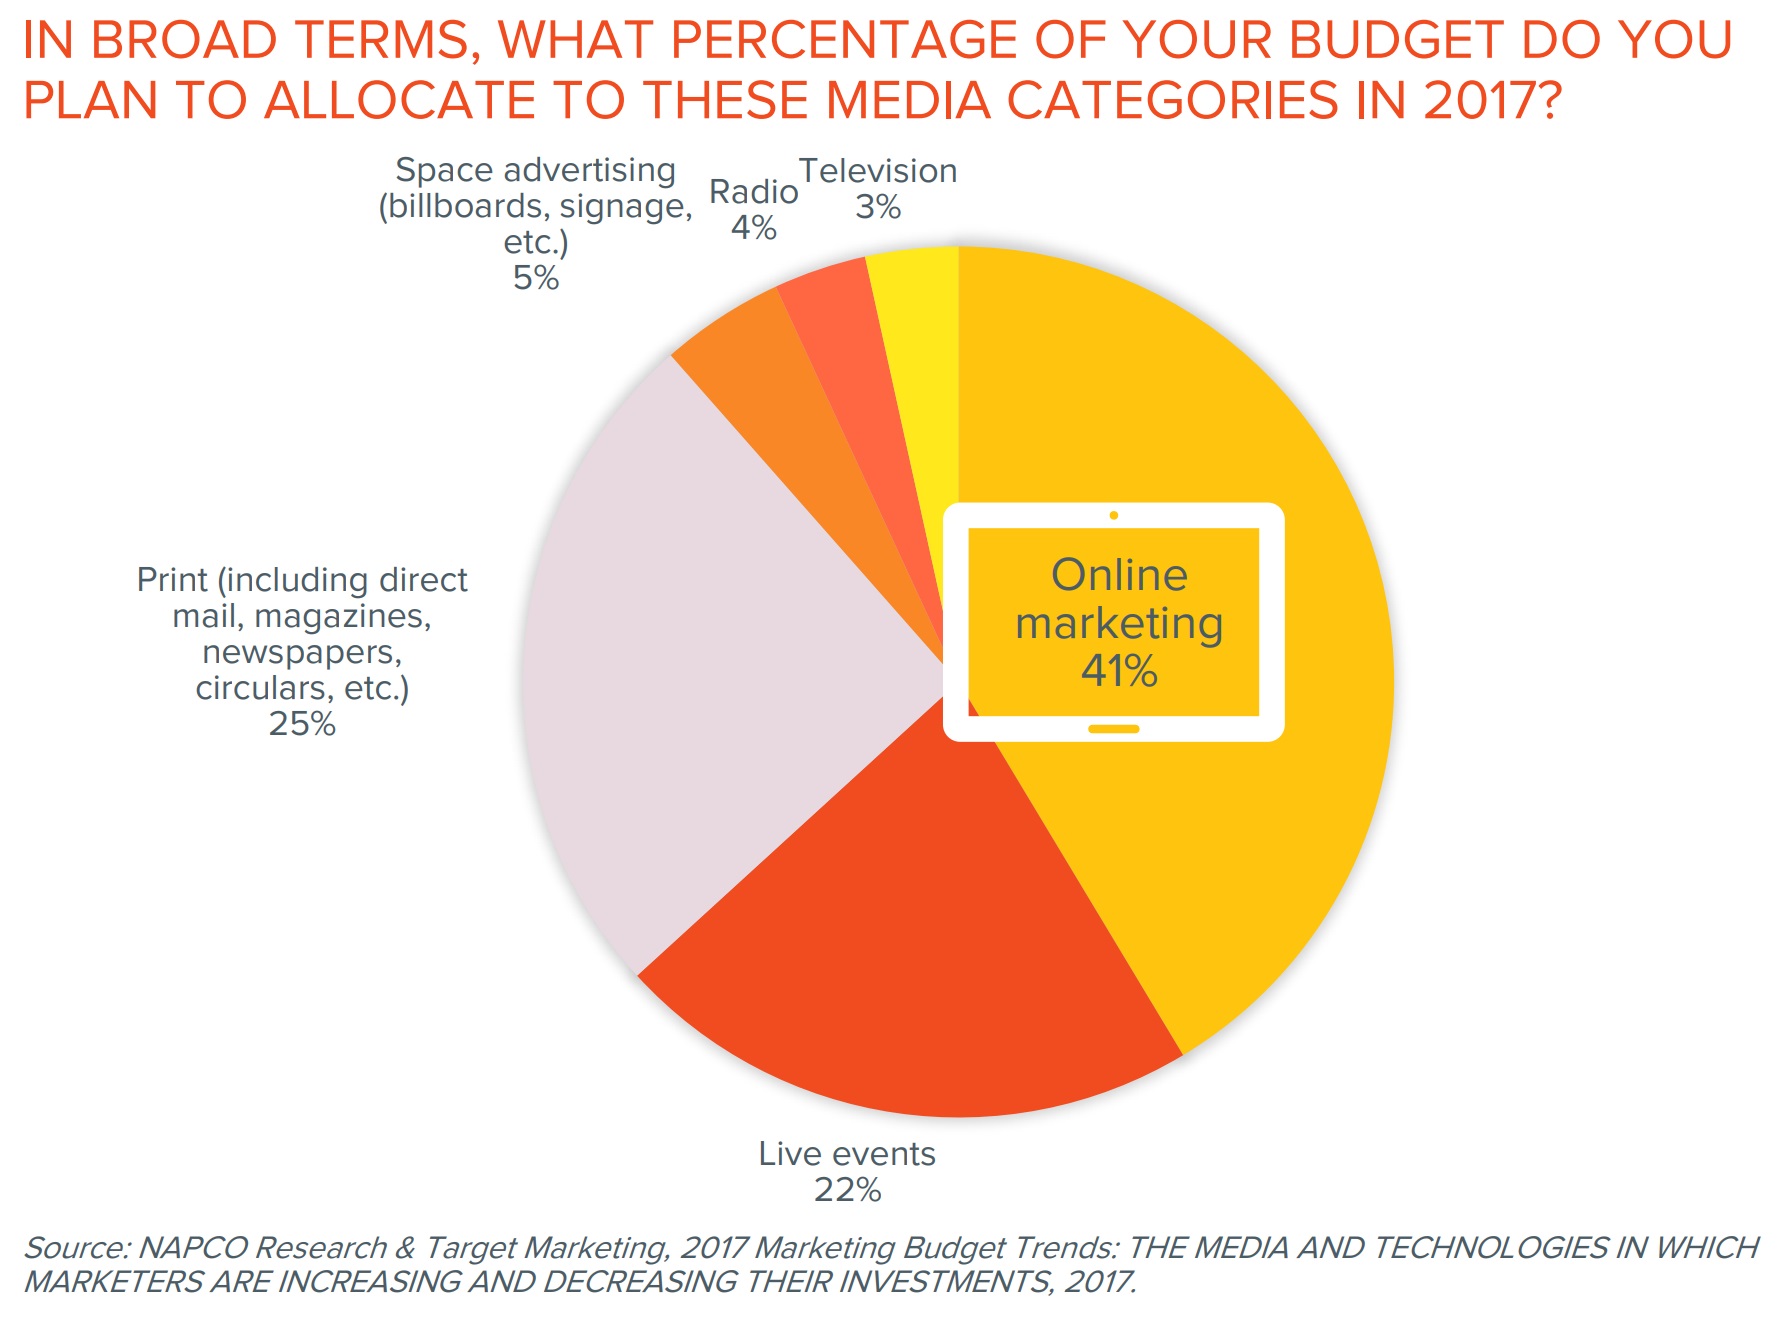 IN BROAD TERMS, WHAT PERCENTAGE OF YOUR BUDGET DO YOU
PLAN TO ALLOCATE TO THESE MEDIA CATEGORIES IN 2017?
Space advertising
(billboards, signage,
etc.)
5%
Radio
4%
Television
3%
Online
marketing
41%
Print (including direct
mail, magazines,
newspapers,
circulars, etc.)
25%
Live events
22%
Source: NAPCO Research & Target Marketing, 2017 Marketing Budget Trends: THE MEDIA AND TECHNOLOGIES IN WHICH
MARKETERS ARE INCREASING AND DECREASING THEIR INVESTMENTS, 2017.